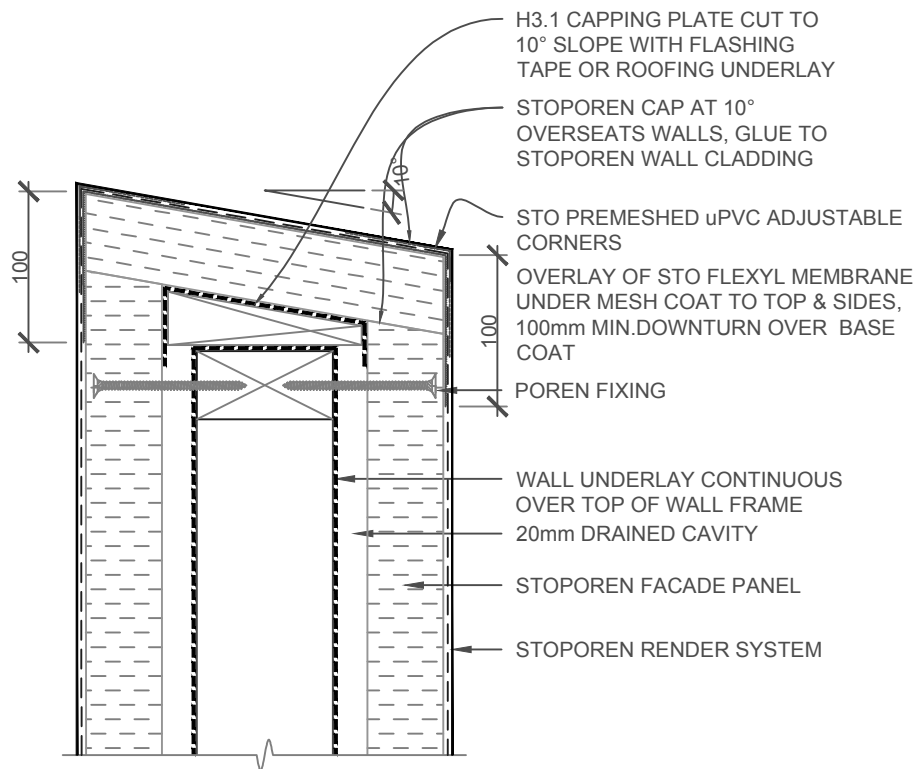 H3.1 CAPPING PLATE CUT TO
10° SLOPE WITH FLASHING
TAPE OR ROOFING UNDERLAY
STOPOREN CAP AT 10°
OVERSEATS WALLS, GLUE TO
STOPOREN WALL CLADDING
10°
STO PREMESHED uPVC ADJUSTABLE
CORNERS
100
OVERLAY OF STO FLEXYL MEMBRANE
UNDER MESH COAT TO TOP & SIDES,
100mm MIN.DOWNTURN OVER BASE
COAT
100
POREN FIXING
WALL UNDERLAY CONTINUOUS
OVER TOP OF WALL FRAME
20mm DRAINED CAVITY
STOPOREN FACADE PANEL
STOPOREN RENDER SYSTEM